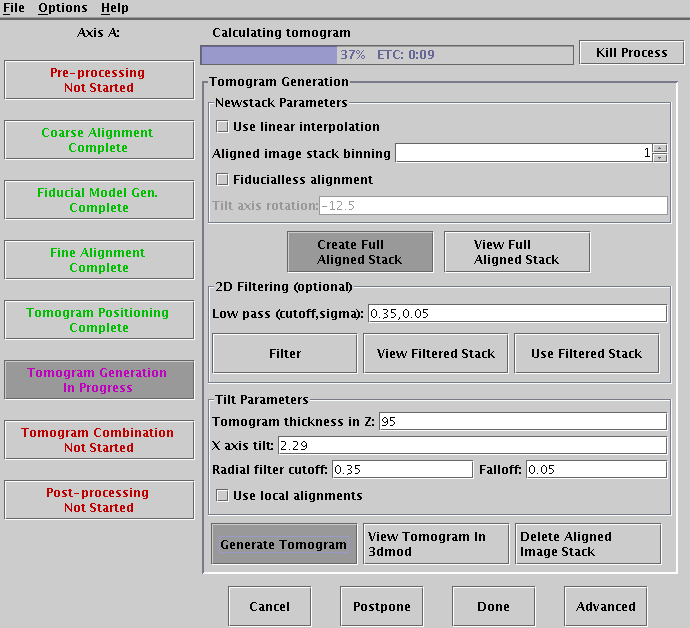 File Options Help
Axis A:
Calculating tomogram
37% ETC: 0:09
Kill Process
Pre-processing
Not Started
Coarse Alignment
Complete
Fiducial Model Gen.
Complete
Fine Alignment
Complete
Tomogram Positioning
Complete
Tomogram Generation
In Progress
Tomogram Combination
Not Started
Post-processing
Not Started
Tomogram Generation
Newstack Parameters
Use linear interpolation
Aligned image stack binning 1
Fiducialless alignment
Tilt axis rotation: -12.5
Create Full
Aligned Stack
View Full
Aligned Stack
2D Filtering (optional)
Low pass (cutoff,sigma): 0.35,0.05
Filter
View Filtered Stack
Use Filtered Stack
Tilt Parameters
Tomogram thickness in Z: 95
X axis tilt: 2.29
Radial filter cutoff: 0.35 Falloff: 0.05
Use local alignments
Generate Tomogram
View Tomogram In
3dmod
Delete Aligned
Image Stack
Cancel
Postpone
Done
Advanced